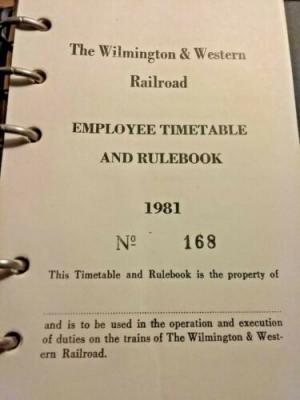 The Wilmington & Western
Railroad
EMPLOYEE TIMETABLE
AND RULEBOOK
1981
Nº 168
This Timetable and Rulebook is the property of
and is to be used in the operation and execution
of duties on the trains of The Wilmington & West-
ern Railroad.